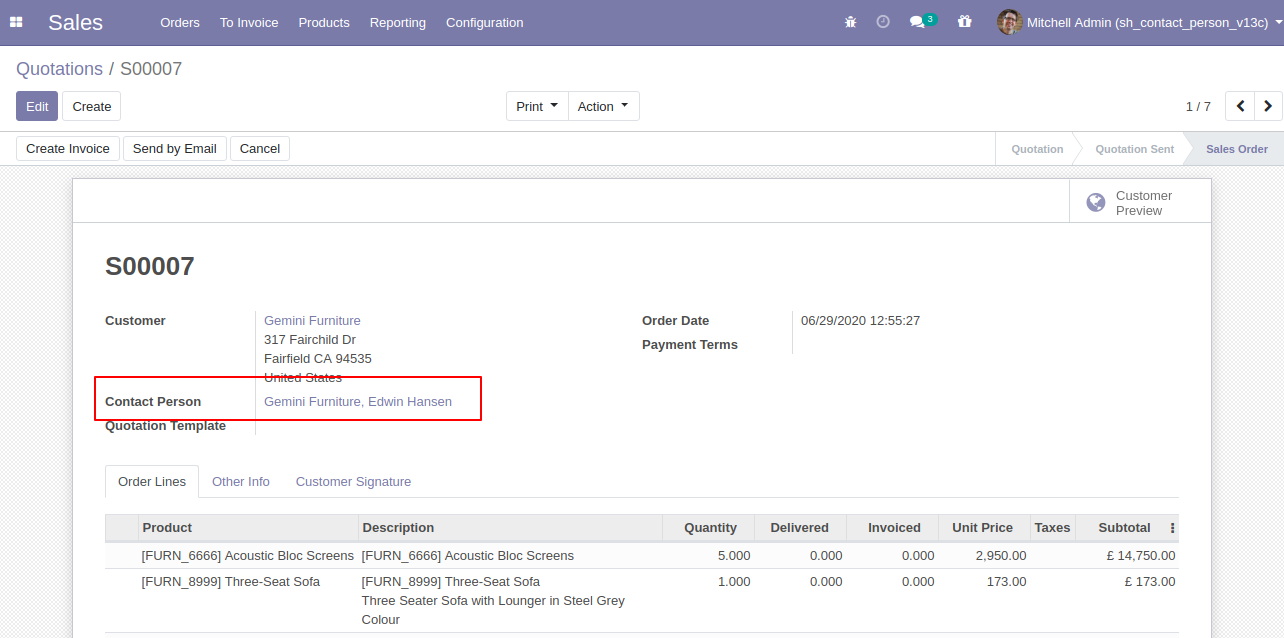 Sales Orders To Invoice Products Reporting Configuration 3 Mitchell Admin (sh_contact_person_v13c)
Quotations / S00007
Edit Create Print Action 1 / 7
Create Invoice Send by Email Cancel Quotation Quotation Sent Sales Order
Customer
Preview
S00007
Customer Gemini Furniture Order Date 06/29/2020 12:55:27
317 Fairchild Dr Payment Terms
Fairfield CA 94535
United States
Contact Person Gemini Furniture, Edwin Hansen
Quotation Template
Order Lines Other Info Customer Signature
Product Description Quantity Delivered Invoiced Unit Price Taxes Subtotal
[FURN_6666] Acoustic Bloc Screens [FURN_6666] Acoustic Bloc Screens 5.000 0.000 0.000 2,950.00 £ 14,750.00
[FURN_8999] Three-Seat Sofa [FURN_8999] Three-Seat Sofa 1.000 0.000 0.000 173.00 £ 173.00
Three Seater Sofa with Lounger in Steel Grey
Colour